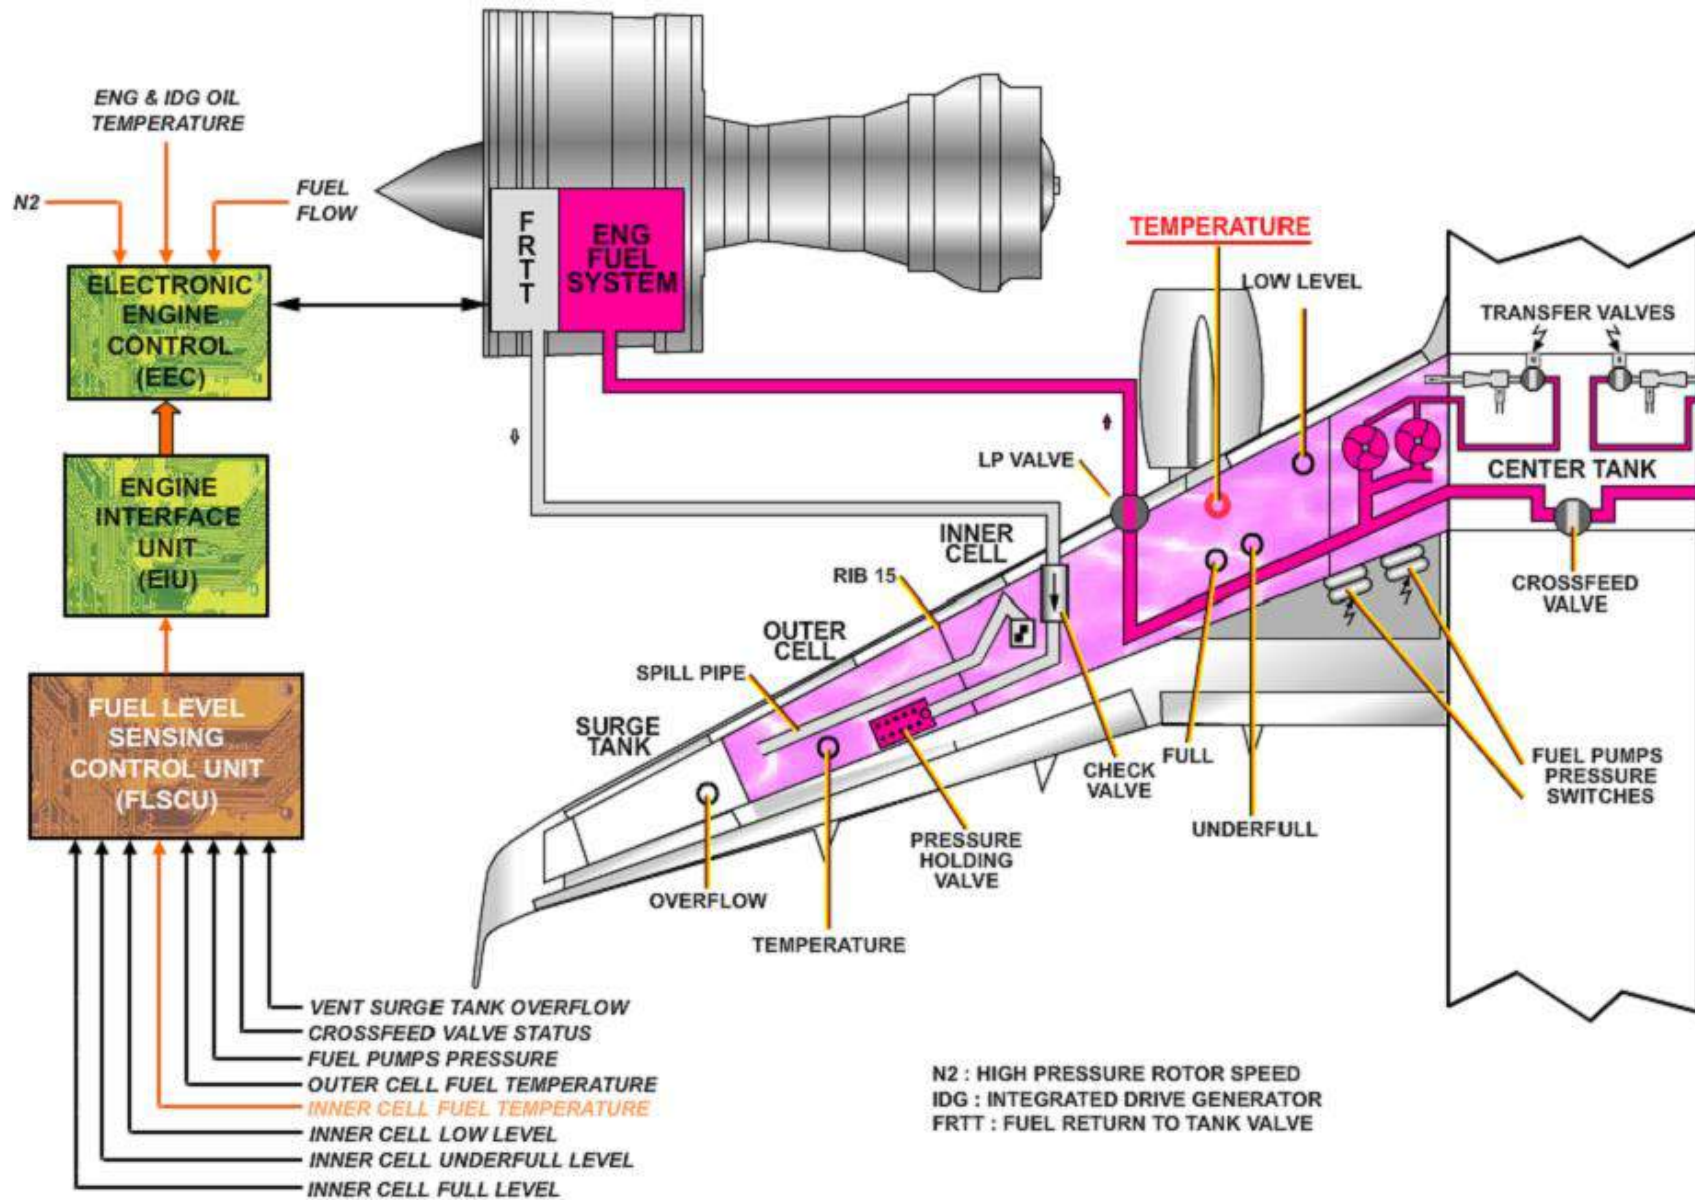 ENG & IDG OIL
TEMPERATURE
N2
FUEL
FLOW
ELECTRONIC
ENGINE
CONTROL
(EEC)
F
R
T
T
ENG
FUEL
SYSTEM
ENGINE
INTERFACE
UNIT
(EIU)
FUEL LEVEL
SENSING
CONTROL UNIT
(FLSCU)
TEMPERATURE
LOW LEVEL
TRANSFER VALVES
LP VALVE
CENTER TANK
INNER
CELL
RIB 15
CROSSFEED
VALVE
OUTER
CELL
SPILL PIPE
SURGE
TANK
CHECK
VALVE
FULL
FUEL PUMPS
PRESSURE
SWITCHES
UNDERFULL
PRESSURE
HOLDING
VALVE
OVERFLOW
TEMPERATURE
VENT SURGE TANK OVERFLOW
CROSSFEED VALVE STATUS
FUEL PUMPS PRESSURE
OUTER CELL FUEL TEMPERATURE
INNER CELL FUEL TEMPERATURE
INNER CELL LOW LEVEL
INNER CELL UNDERFULL LEVEL
INNER CELL FULL LEVEL
N2 : HIGH PRESSURE ROTOR SPEED
IDG : INTEGRATED DRIVE GENERATOR
FRTT : FUEL RETURN TO TANK VALVE